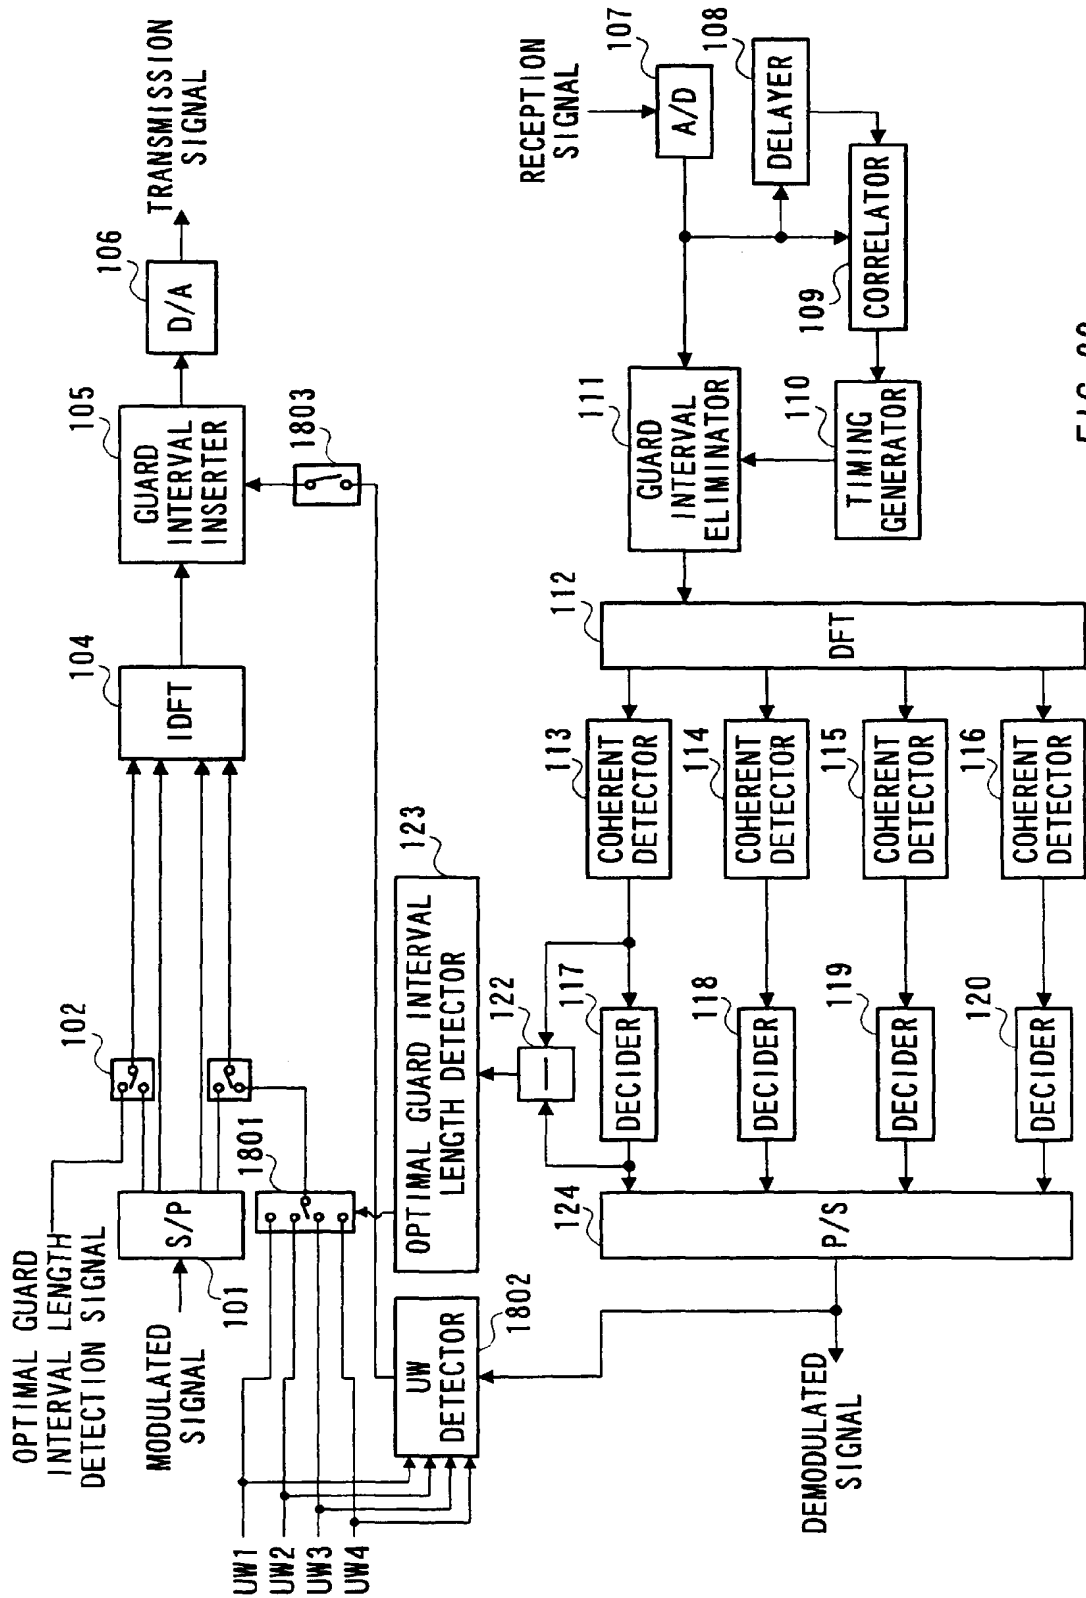 OPTIMAL GUARD
INTERVAL LENGTH
DETECTION SIGNAL
MODULATED
SIGNAL
S/P
101
102
IDFT
104
GUARD
INTERVAL
INSERTER
105
D/A
106
TRANSMISSION
SIGNAL
1803
1801
UW1
UW2
UW3
UW4
UW
DETECTOR
1802
OPTIMAL GUARD INTERVAL
LENGTH DETECTOR
123
122
RECEPTION
SIGNAL
A/D
107
DELAYER
108
CORRELATOR
109
TIMING
GENERATOR
110
GUARD
INTERVAL
ELIMINATOR
111
DFT
112
COHERENT
DETECTOR
113
COHERENT
DETECTOR
114
COHERENT
DETECTOR
115
COHERENT
DETECTOR
116
DECIDER
117
DECIDER
118
DECIDER
119
DECIDER
120
P/S
124
DEMODULATED
SIGNAL